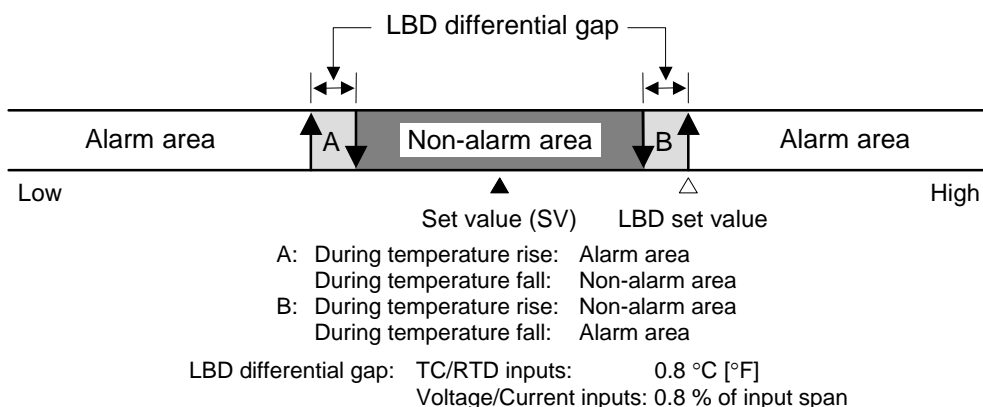 LBD differential gap
Alarm area A Non-alarm area B Alarm area
Low High
Set value (SV) LBD set value
A: During temperature rise: Alarm area
During temperature fall: Non-alarm area
B: During temperature rise: Non-alarm area
During temperature fall: Alarm area
LBD differential gap: TC/RTD inputs: 0.8 °C [°F]
Voltage/Current inputs: 0.8 % of input span